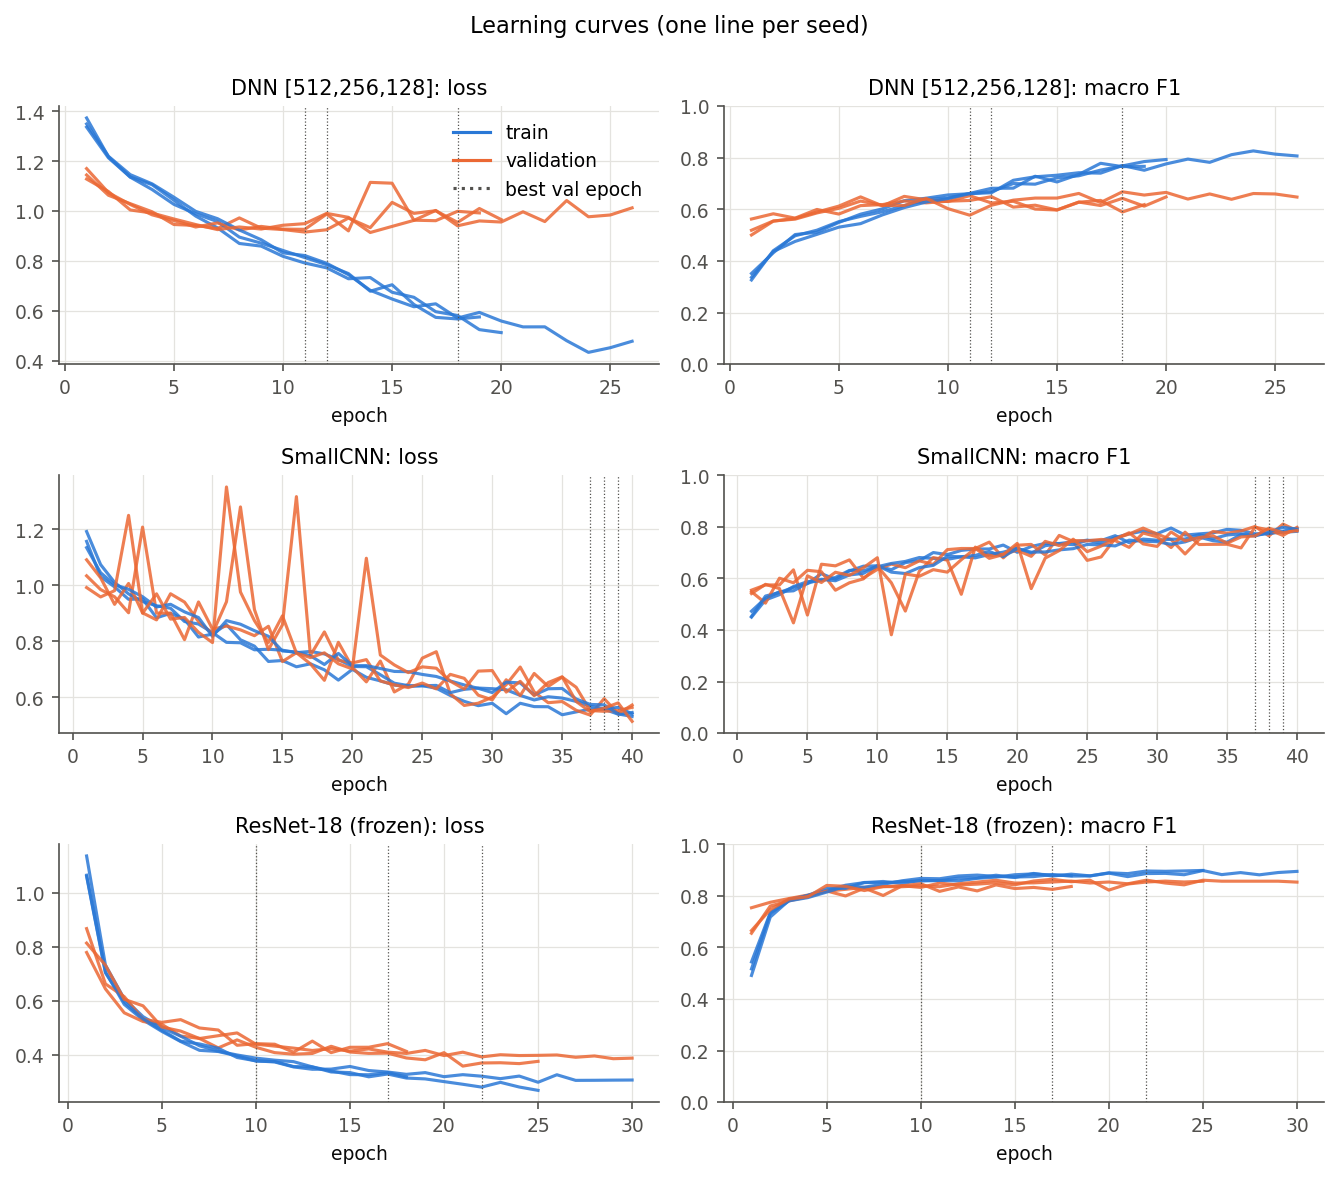 Learning curves (one line per seed)
DNN [512,256,128]: loss
1.4
1.2
1.0
0.8
0.6
0.4
0 5 10 15 20 25
epoch
train
validation
best val epoch
DNN [512,256,128]: macro F1
1.0
0.8
0.6
0.4
0.2
0.0
0 5 10 15 20 25
epoch
SmallCNN: loss
1.2
1.0
0.8
0.6
0 5 10 15 20 25 30 35 40
epoch
SmallCNN: macro F1
1.0
0.8
0.6
0.4
0.2
0.0
0 5 10 15 20 25 30 35 40
epoch
ResNet-18 (frozen): loss
1.0
0.8
0.6
0.4
0 5 10 15 20 25 30
epoch
ResNet-18 (frozen): macro F1
1.0
0.8
0.6
0.4
0.2
0.0
0 5 10 15 20 25 30
epoch